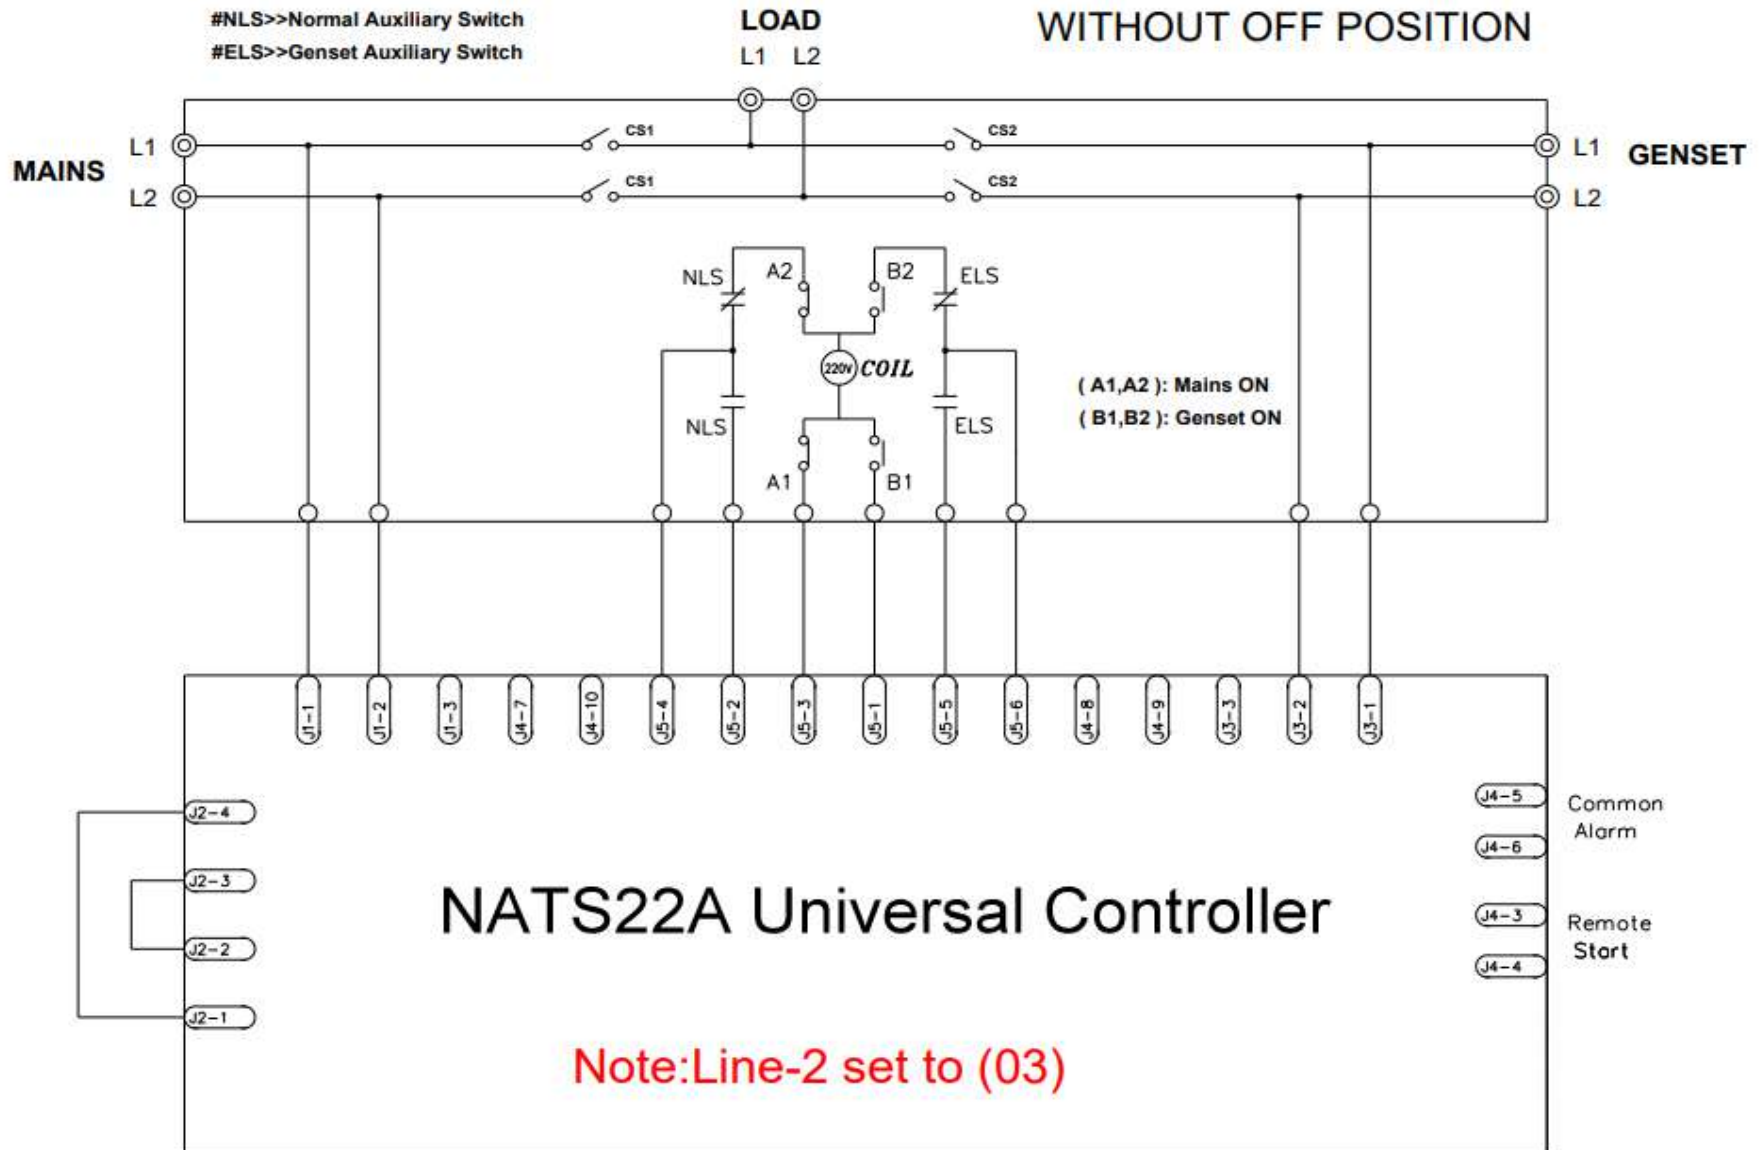 #NLS>>Normal Auxiliary Switch
LOAD
WITHOUT OFF POSITION
#ELS>>Genset Auxiliary Switch
L1 L2
CS1
CS2
L1
L1
MAINS
GENSET
CS1
CS2
L2
L2
NLS
A2
B2
ELS
220V COIL
( A1,A2 ): Mains ON
( B1,B2 ): Genset ON
NLS
ELS
A1
B1
J1-1
J1-2
J1-3
J4-7
J4-10
J5-4
J5-2
J5-3
J5-1
J5-5
J5-6
J4-8
J4-9
J3-3
J3-2
J3-1
J2-4
J2-3
J2-2
J2-1
J4-5
Common
Alarm
J4-6
J4-3
Remote
Start
J4-4
NATS22A Universal Controller
Note:Line-2 set to (03)